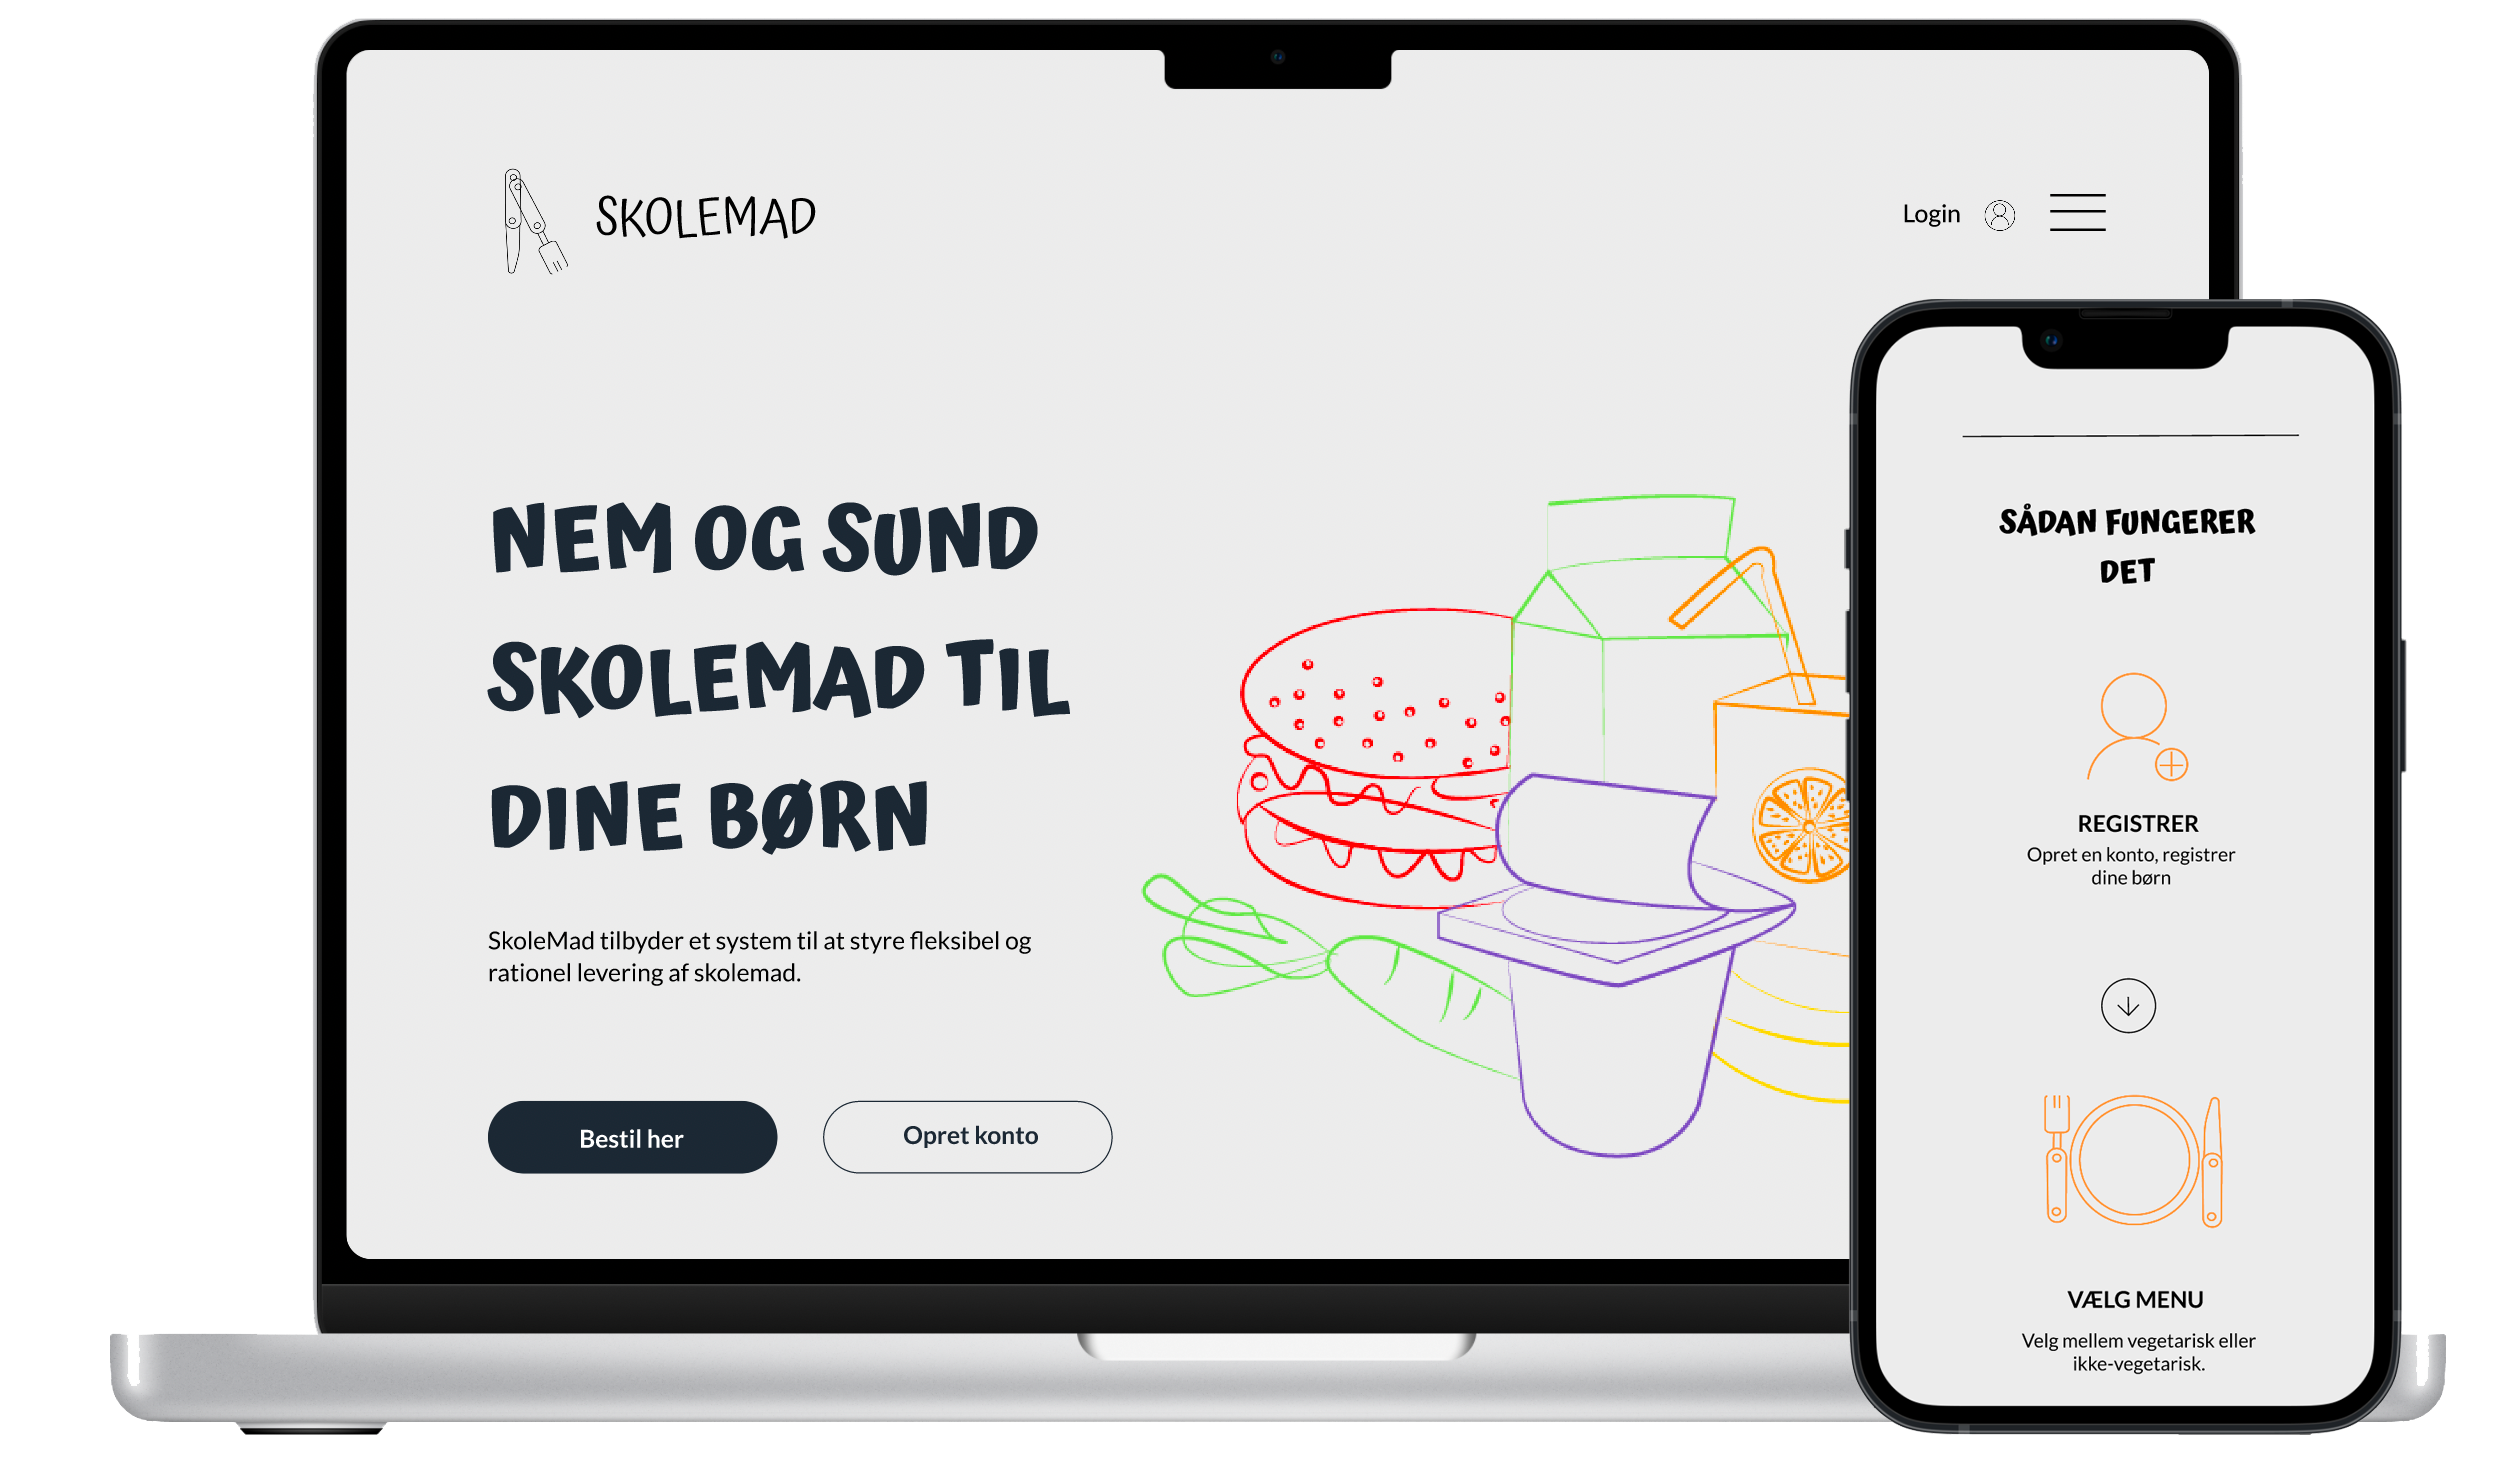 SKOLEMAD
Login
NEM OG SUND
SKOLEMAD TIL
DINE BØRN
SkoleMad tilbyder et system til at styre fleksibel og
rationel levering af skolemad.
Bestil her
Opret konto
SÅDAN FUNGERER
DET
REGISTRER
Opret en konto, registrer
dine børn
VÆLG MENU
Velg mellem vegetarisk eller
ikke-vegetarisk.